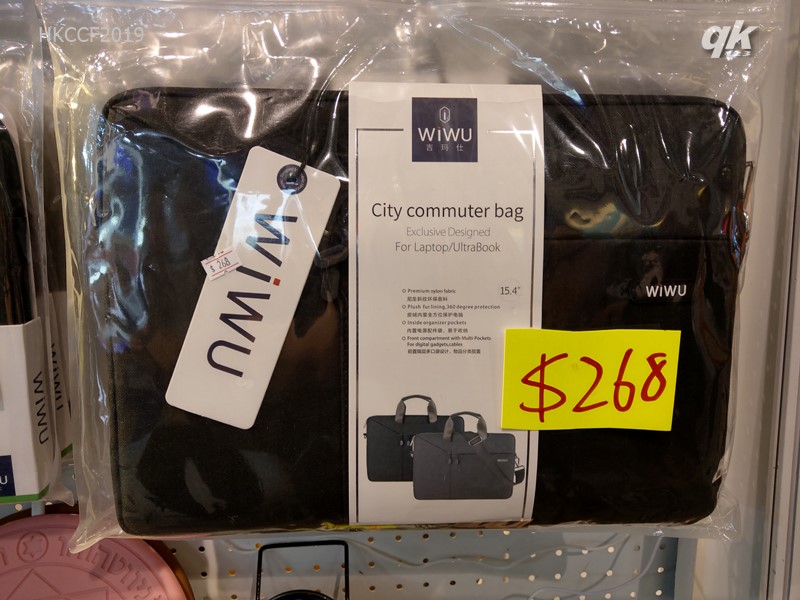 HKCCF2019
qk
WiWU
吉玛仕
City commuter bag
Exclusive Designed
For Laptop/UltraBook
15.4"
Premium nylon fabric
Plush fur lining, 360 degree protection
Inside organizer pockets
Front compartment with Multi Pockets
For digital gadgets, cables
WiWU
$268
WiWU
$268
WiWU